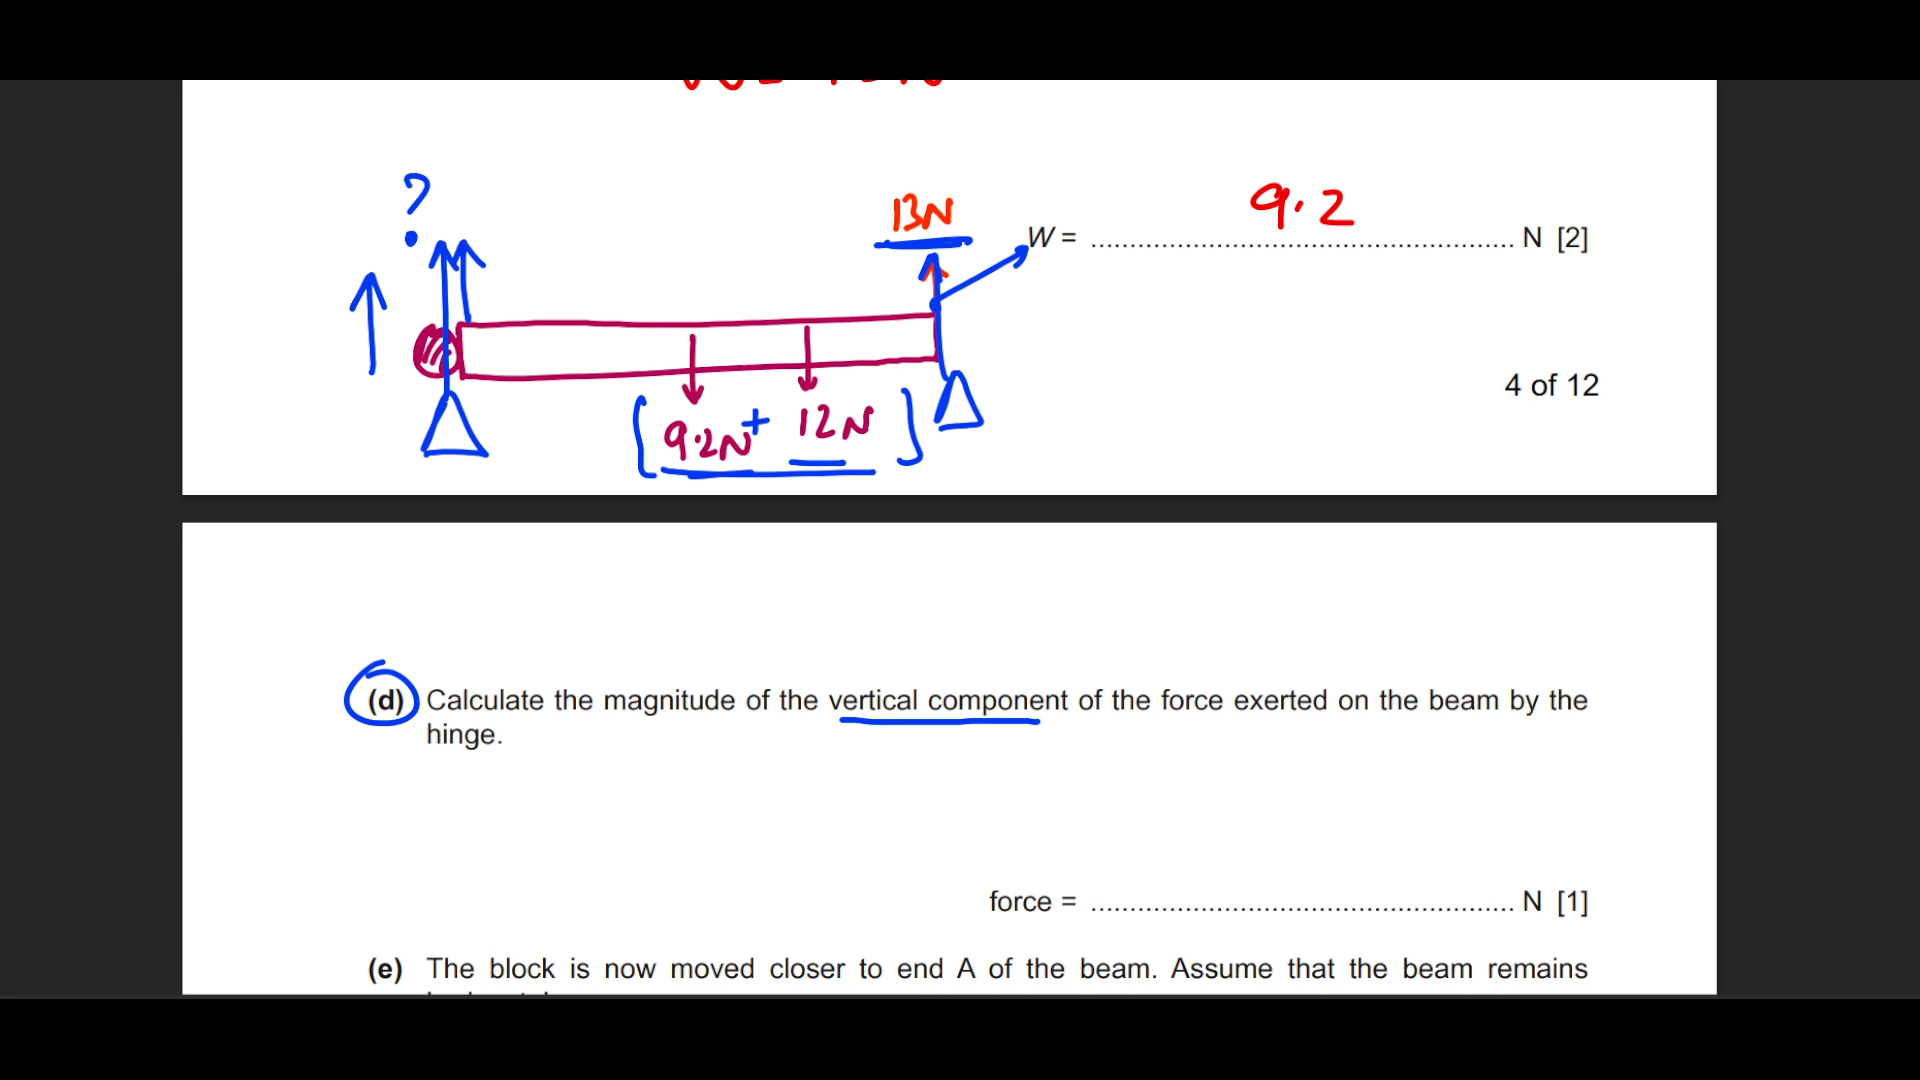 ?
13N
W = .................................................. N [2]
9.2
4 of 12
[9.2N + 12N]
(d) Calculate the magnitude of the vertical component of the force exerted on the beam by the
hinge.
force = .................................................. N [1]
(e) The block is now moved closer to end A of the beam. Assume that the beam remains